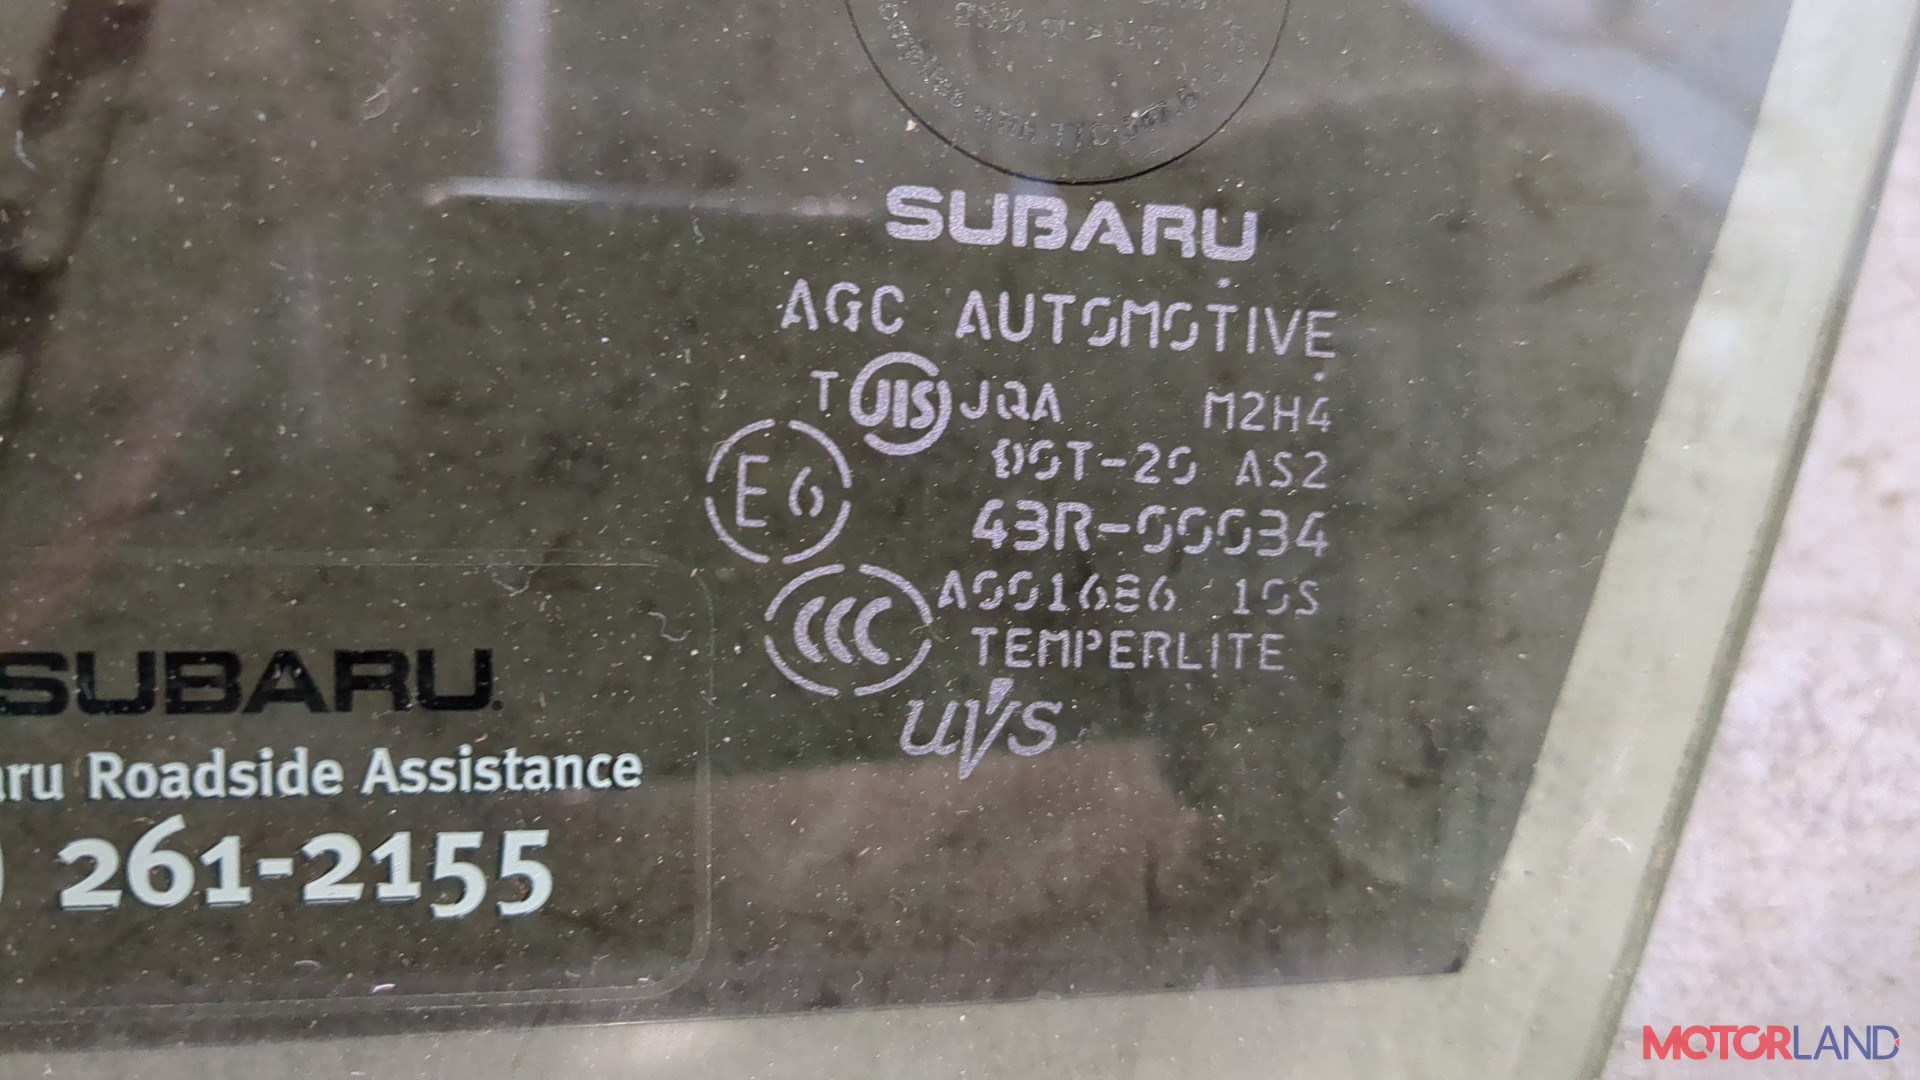 SUBARU
AGC AUTOMOTIVE
T JIS JQA M2H4
DOT-20 AS2
E6
43R-00034
CCC
A001686 10S
TEMPERLITE
UVS
SUBARU.
Roadside Assistance
) 261-2155
MOTORLAND